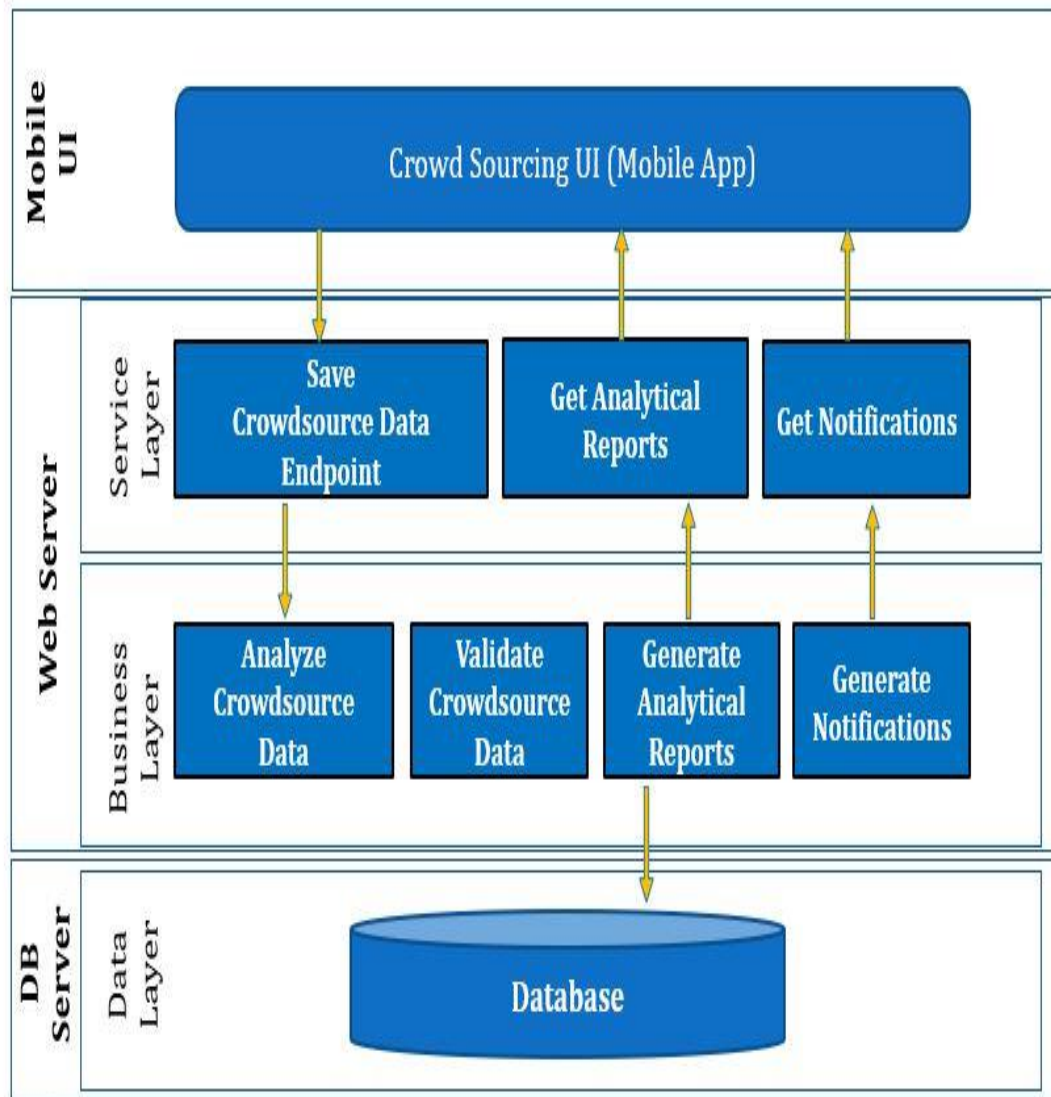 Mobile
UI
Crowd Sourcing UI (Mobile App)
Web Server
Service
Layer
Save
Crowdsource Data
Endpoint
Get Analytical
Reports
Get Notifications
Business
Layer
Analyze
Crowdsource
Data
Validate
Crowdsource
Data
Generate
Analytical
Reports
Generate
Notifications
DB
Server
Data
Layer
Database